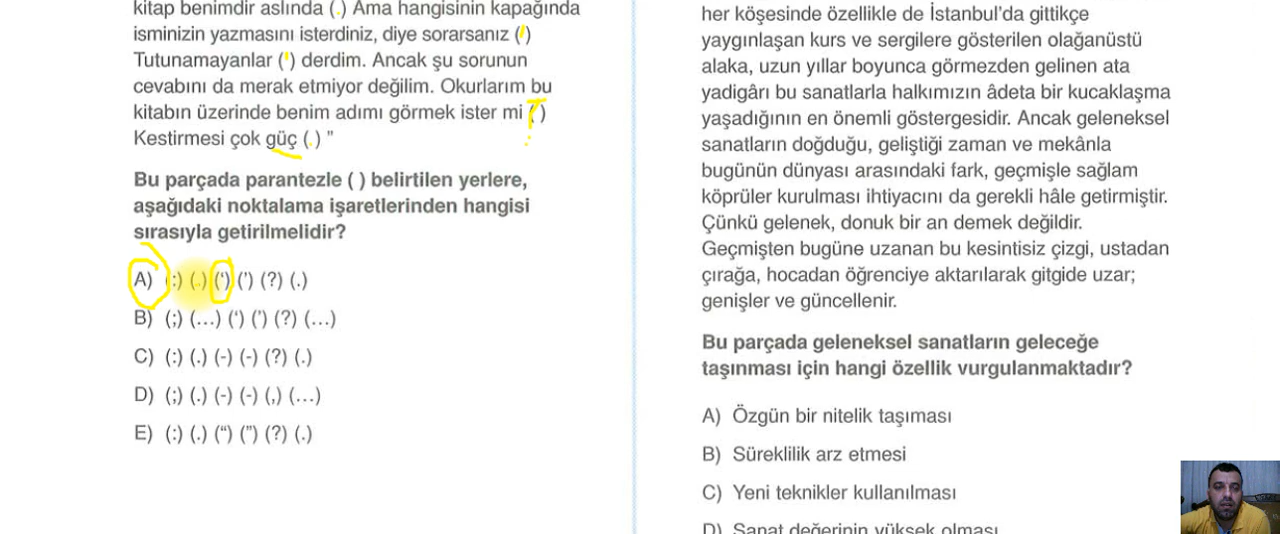 kitap benimdir aslında (.) Ama hangisinin kapağında
isminizin yazmasını isterdiniz, diye sorarsanız (')
Tutunamayanlar (') derdim. Ancak şu sorunun
cevabını da merak etmiyor değilim. Okurlarım bu
kitabın üzerinde benim adımı görmek ister mi (?)
Kestirmesi çok güç (.) ”
Bu parçada parantezle ( ) belirtilen yerlere,
aşağıdaki noktalama işaretlerinden hangisi
sırasıyla getirilmelidir?
A) (:) (.) (‘) (’) (?) (.)
B) (;) (...) (‘) (’) (?) (...)
C) (:) (.) (-) (-) (?) (.)
D) (;) (.) (-) (-) (,) (...)
E) (:) (.) (“) (”) (?) (.)
her köşesinde özellikle de İstanbul'da gittikçe
yaygınlaşan kurs ve sergilere gösterilen olağanüstü
alaka, uzun yıllar boyunca görmezden gelinen ata
yadigârı bu sanatlarla halkımızın âdeta bir kucaklaşma
yaşadığının en önemli göstergesidir. Ancak geleneksel
sanatların doğduğu, geliştiği zaman ve mekânla
bugünün dünyası arasındaki fark, geçmişle sağlam
köprüler kurulması ihtiyacını da gerekli hâle getirmiştir.
Çünkü gelenek, donuk bir an demek değildir.
Geçmişten bugüne uzanan bu kesintisiz çizgi, ustadan
çırağa, hocadan öğrenciye aktarılarak gitgide uzar;
genişler ve güncellenir.
Bu parçada geleneksel sanatların geleceğe
taşınması için hangi özellik vurgulanmaktadır?
A) Özgün bir nitelik taşıması
B) Süreklilik arz etmesi
C) Yeni teknikler kullanılması
D) Sanat değerinin yüksek olması